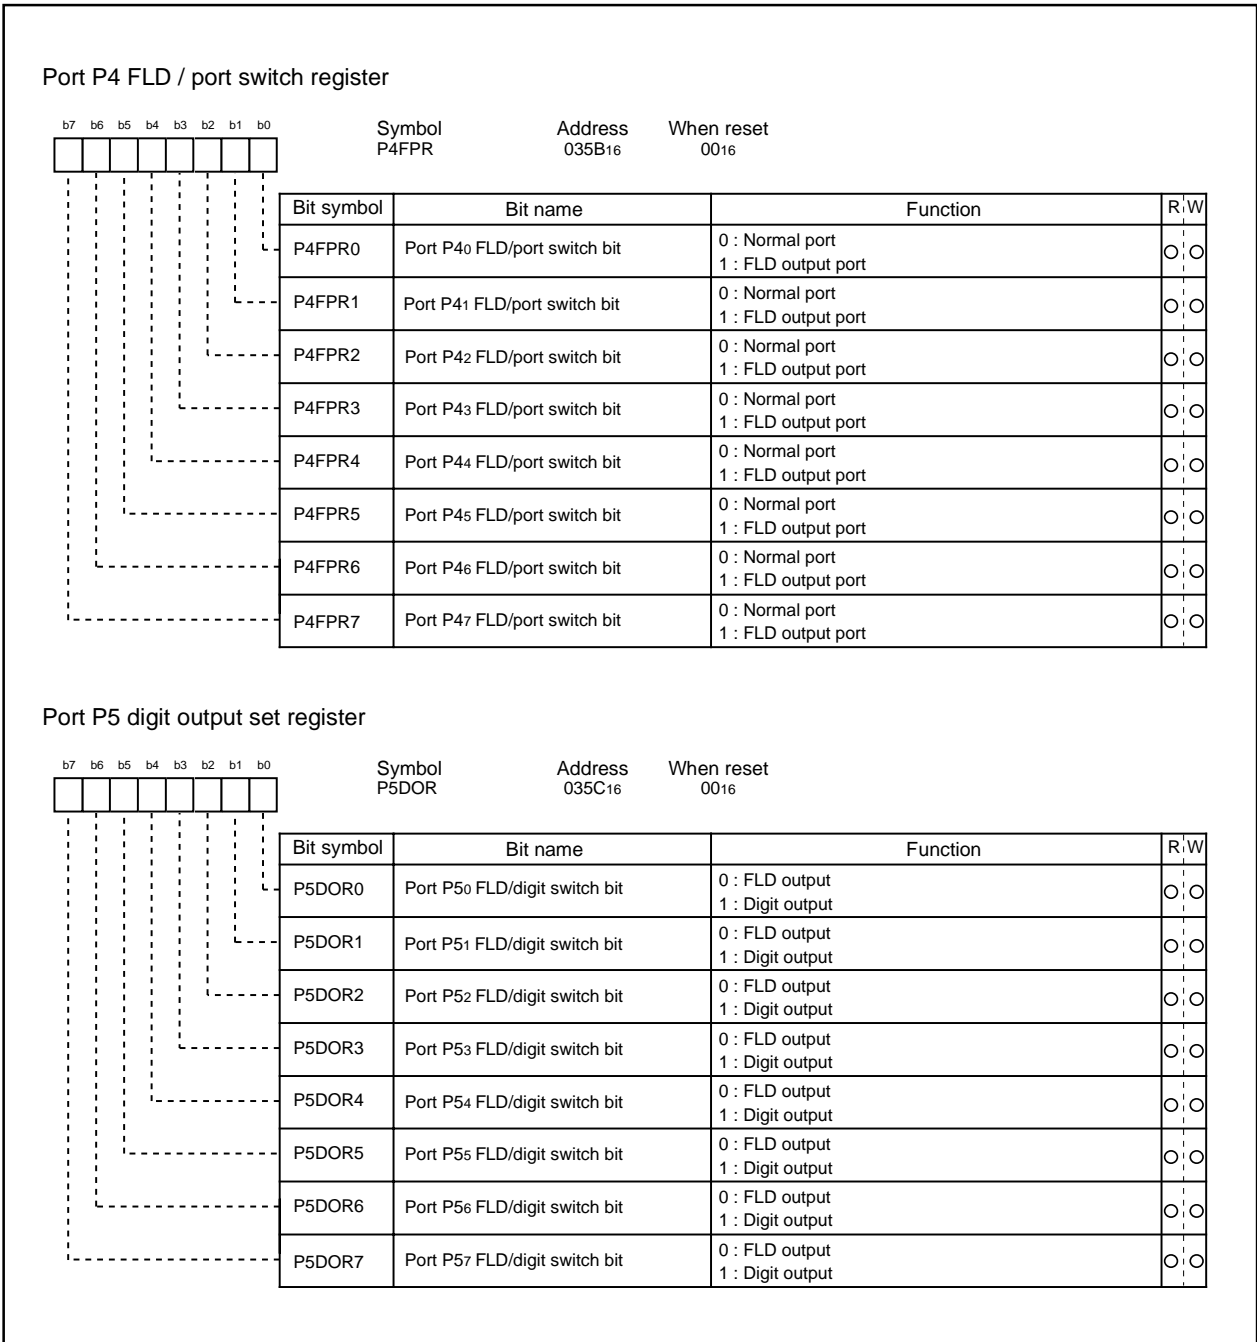 Port P4 FLD / port switch register
b7 b6 b5 b4 b3 b2 b1 b0
Symbol Address When reset
P4FPR 035B16 0016
Bit symbol Bit name Function R W
P4FPR0 Port P40 FLD/port switch bit 0 : Normal port
1 : FLD output port
P4FPR1 Port P41 FLD/port switch bit 0 : Normal port
1 : FLD output port
P4FPR2 Port P42 FLD/port switch bit 0 : Normal port
1 : FLD output port
P4FPR3 Port P43 FLD/port switch bit 0 : Normal port
1 : FLD output port
P4FPR4 Port P44 FLD/port switch bit 0 : Normal port
1 : FLD output port
P4FPR5 Port P45 FLD/port switch bit 0 : Normal port
1 : FLD output port
P4FPR6 Port P46 FLD/port switch bit 0 : Normal port
1 : FLD output port
P4FPR7 Port P47 FLD/port switch bit 0 : Normal port
1 : FLD output port
Port P5 digit output set register
b7 b6 b5 b4 b3 b2 b1 b0
Symbol Address When reset
P5DOR 035C16 0016
Bit symbol Bit name Function R W
P5DOR0 Port P50 FLD/digit switch bit 0 : FLD output
1 : Digit output
P5DOR1 Port P51 FLD/digit switch bit 0 : FLD output
1 : Digit output
P5DOR2 Port P52 FLD/digit switch bit 0 : FLD output
1 : Digit output
P5DOR3 Port P53 FLD/digit switch bit 0 : FLD output
1 : Digit output
P5DOR4 Port P54 FLD/digit switch bit 0 : FLD output
1 : Digit output
P5DOR5 Port P55 FLD/digit switch bit 0 : FLD output
1 : Digit output
P5DOR6 Port P56 FLD/digit switch bit 0 : FLD output
1 : Digit output
P5DOR7 Port P57 FLD/digit switch bit 0 : FLD output
1 : Digit output